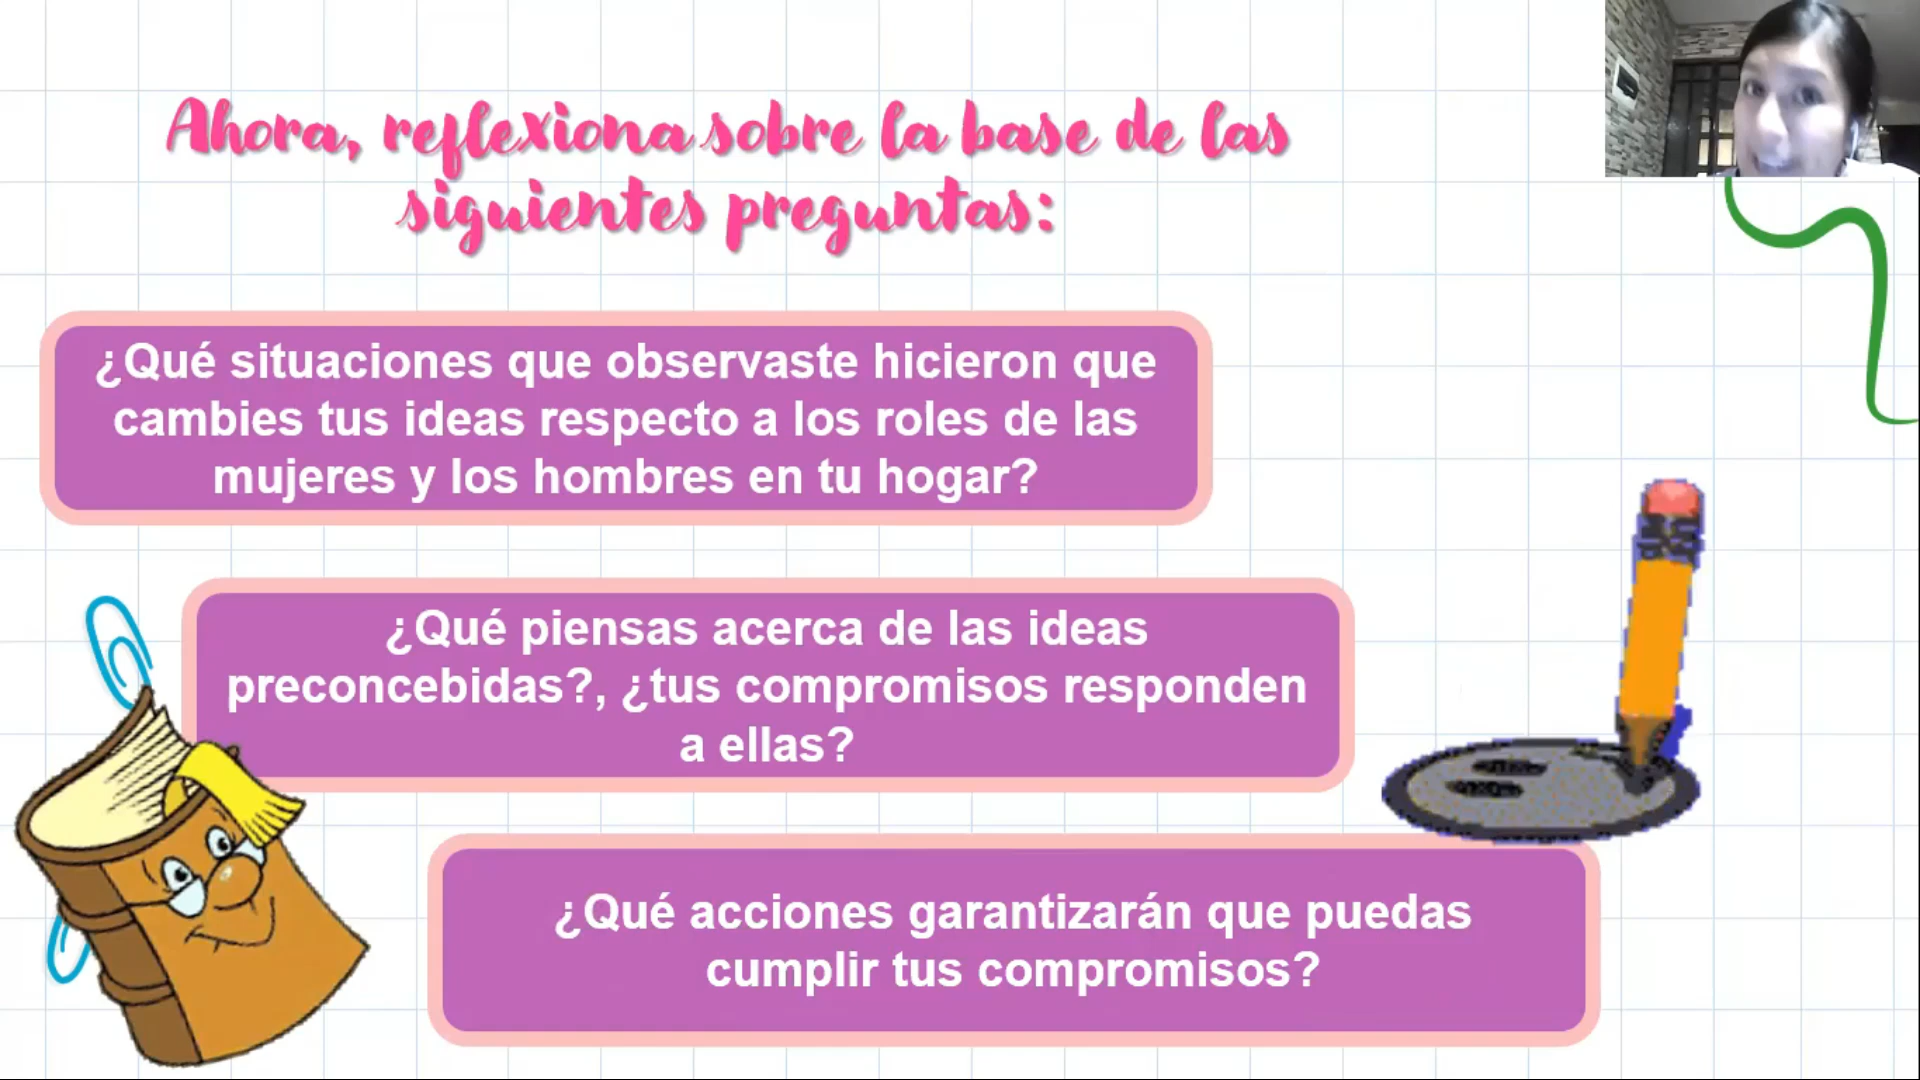 Ahora, reflexiona sobre la base de las
siguientes preguntas:
¿Qué situaciones que observaste hicieron que
cambies tus ideas respecto a los roles de las
mujeres y los hombres en tu hogar?
¿Qué piensas acerca de las ideas
preconcebidas?, ¿tus compromisos responden
a ellas?
¿Qué acciones garantizarán que puedas
cumplir tus compromisos?